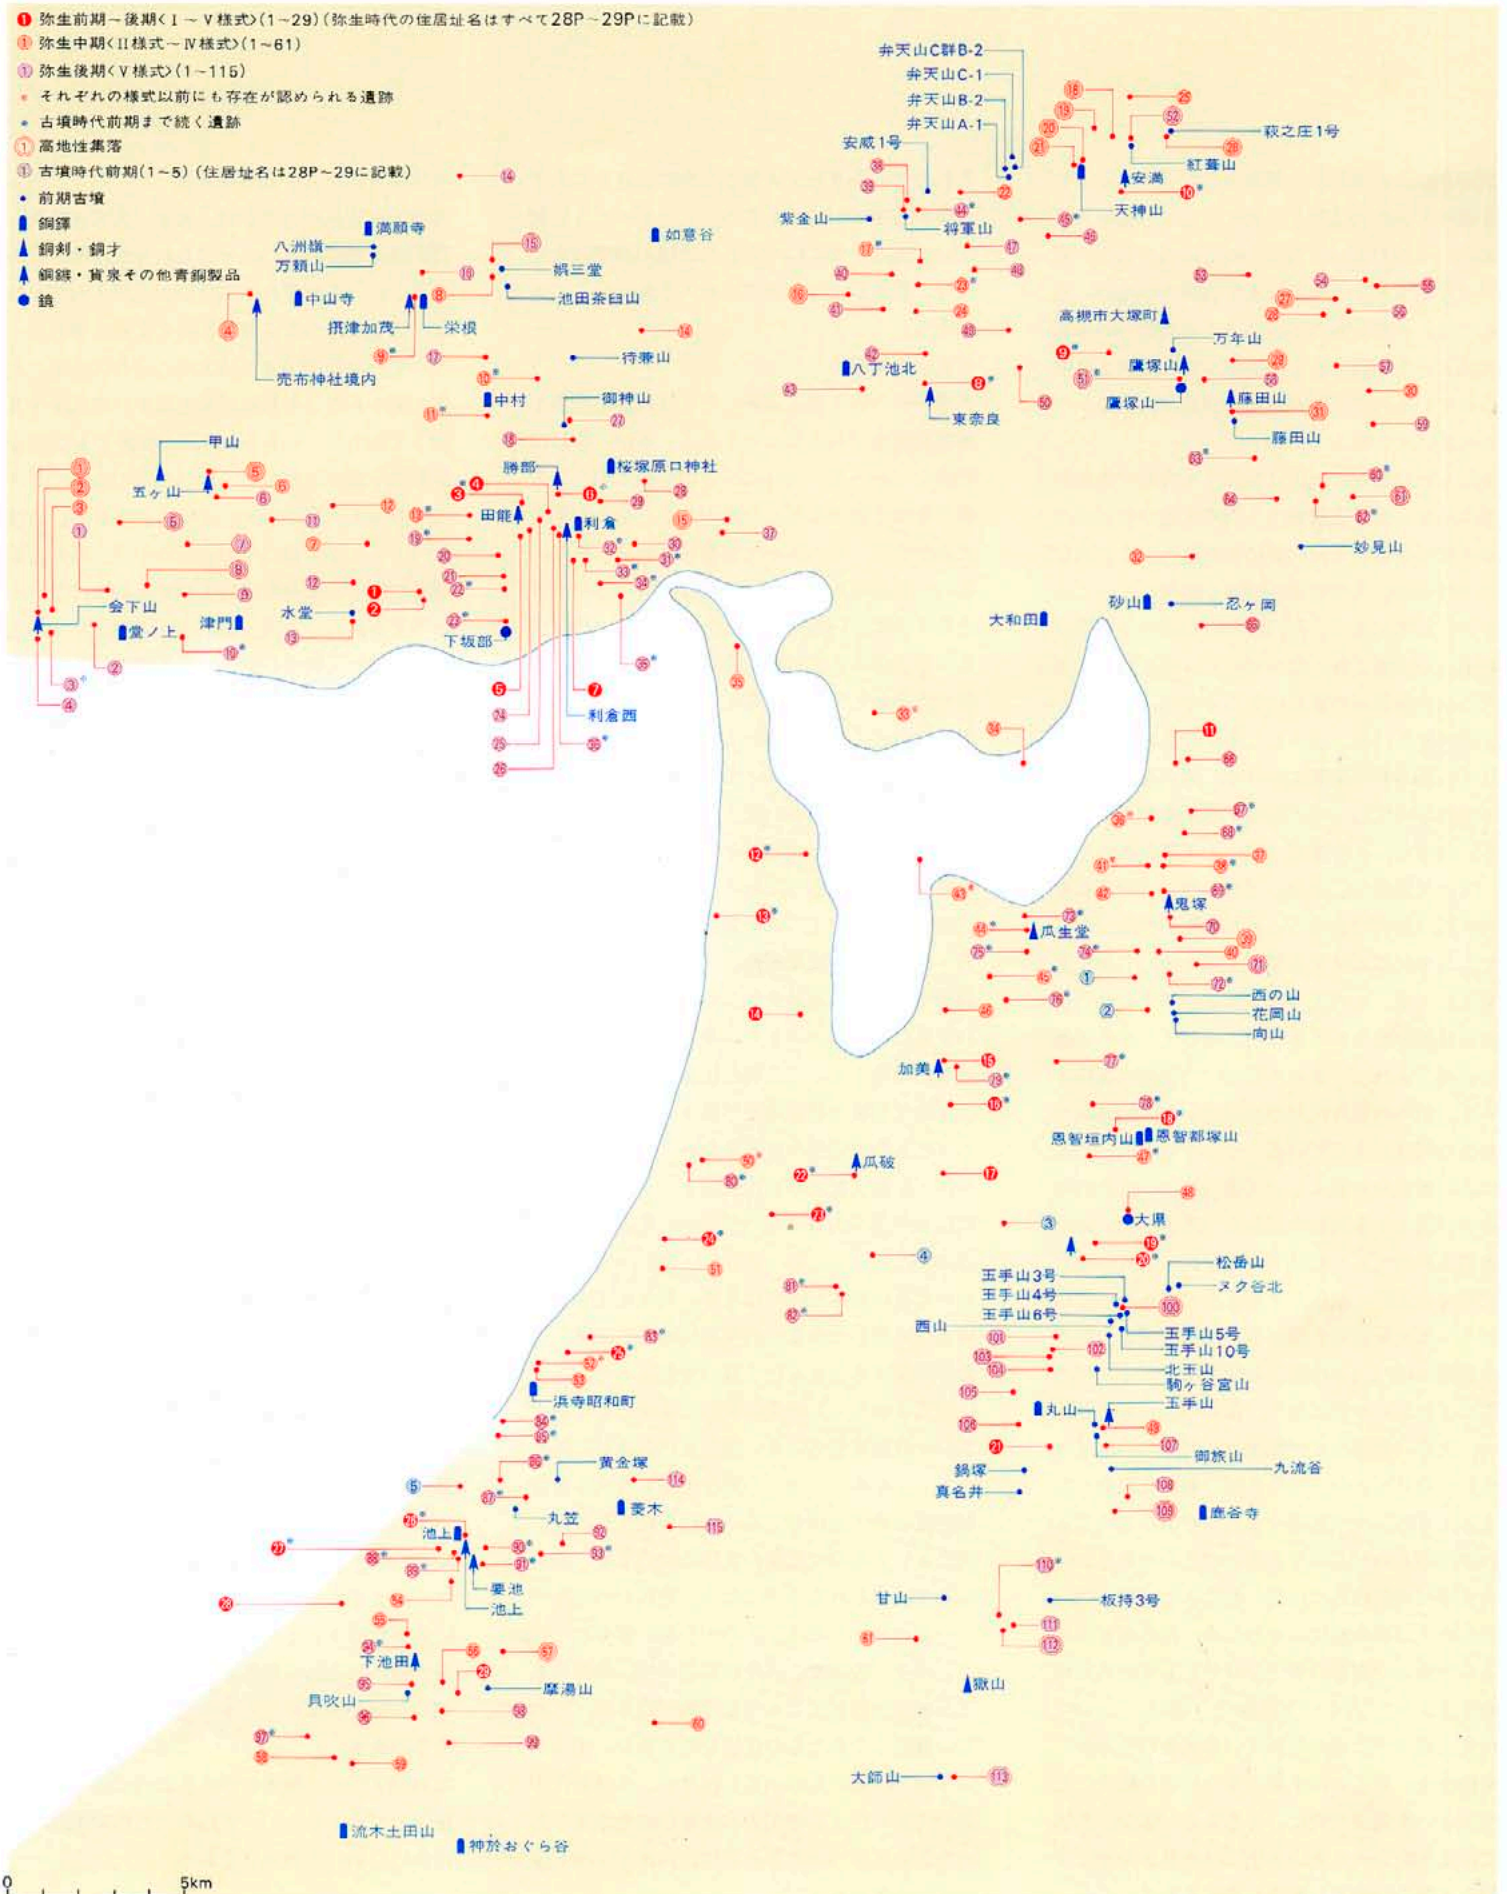 ① 弥生前期～後期〈Ⅰ～Ⅴ様式〉(1~29)(弥生時代の住居址名はすべて28P~29Pに記載)
① 弥生中期〈II様式～Ⅳ様式〉(1~61)
① 弥生後期〈Ⅴ様式〉(1~115)
それぞれの様式以前にも存在が認められる遺跡
古墳時代前期まで続く遺跡
① 高地性集落
① 古墳時代前期(1~5)(住居址名は28P~29に記載)
前期古墳
銅鐸
銅剣・銅才
銅鏃・貨泉その他青銅製品
鏡
弁天山C群B-2
弁天山C-1
弁天山B-2
弁天山A-1
安威1号
紫金山
将軍山
萩之庄1号
紅茸山
安満
天神山
満願寺
八洲嶺
万頼山
如意谷
娯三堂
池田茶臼山
中山寺
摂津加茂
栄根
売布神社境内
待兼山
中村
御神山
高槻市大塚町
万年山
八丁池北
鷹塚山
鷹塚山
東奈良
藤田山
藤田山
甲山
五ヶ山
勝部
桜塚原口神社
田能
利倉
妙見山
会下山
堂ノ上
津門
水堂
下坂部
利倉西
大和田
砂山
忍ヶ岡
鬼塚
瓜生堂
西の山
花岡山
向山
加美
恩智垣内山
恩智都塚山
瓜破
大県
松岳山
ヌク谷北
玉手山3号
玉手山4号
玉手山6号
西山
玉手山5号
玉手山10号
北玉山
駒ヶ谷宮山
玉手山
丸山
御旅山
九流谷
鍋塚
真名井
鹿谷寺
浜寺昭和町
黄金塚
丸笠
菱木
池上
要池
池上
甘山
板持3号
下池田
貝吹山
摩湯山
嶽山
大師山
流木土田山
神於おぐら谷
0 5km